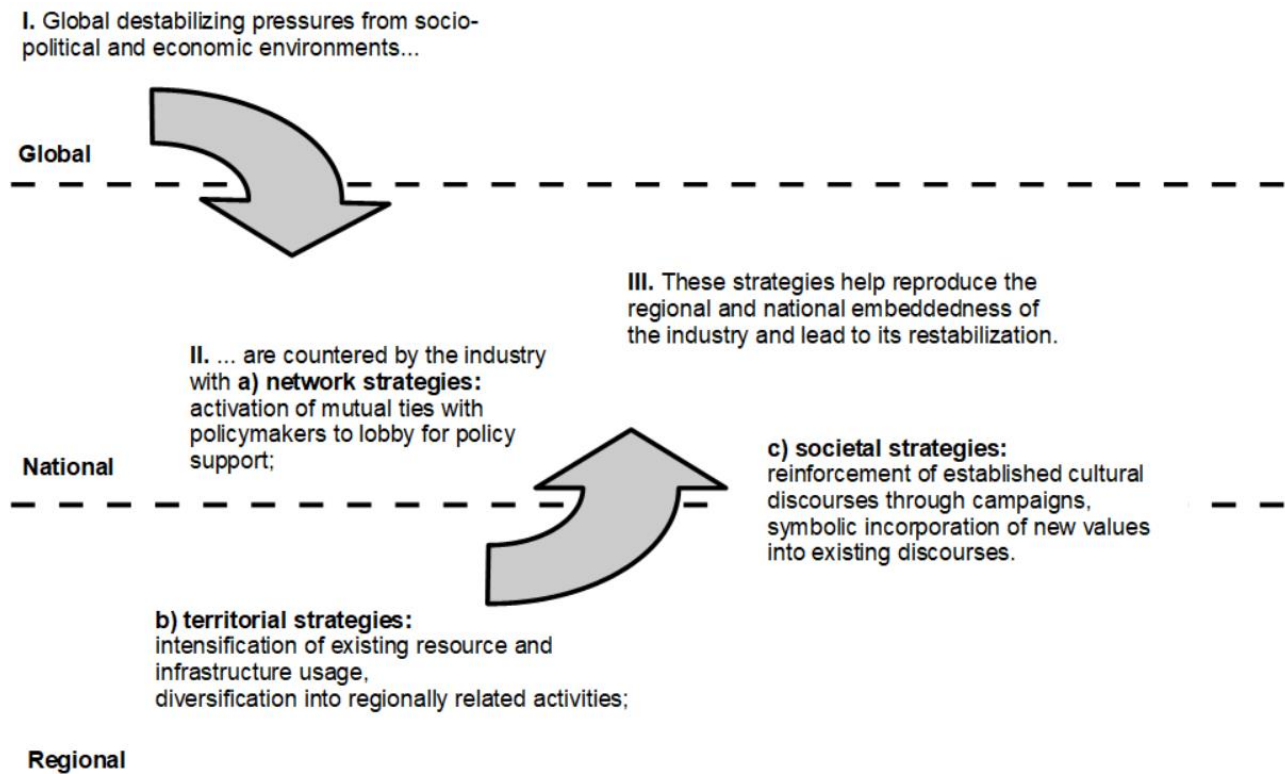 I. Global destabilizing pressures from socio-
political and economic environments...
Global
III. These strategies help reproduce the
regional and national embeddedness of
the industry and lead to its restabilization.
II. ... are countered by the industry
with a) network strategies:
activation of mutual ties with
policymakers to lobby for policy
support;
National
c) societal strategies:
reinforcement of established cultural
discourses through campaigns,
symbolic incorporation of new values
into existing discourses.
b) territorial strategies:
intensification of existing resource and
infrastructure usage,
diversification into regionally related activities;
Regional